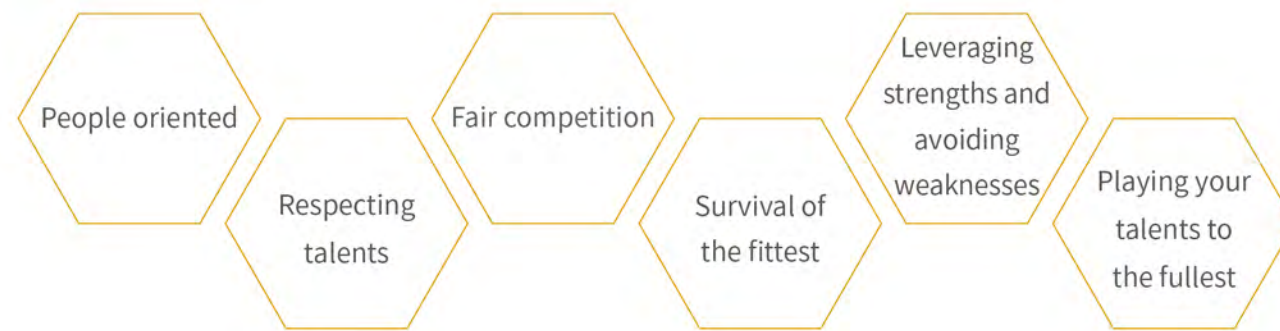 People oriented
Respecting
talents
Fair competition
Survival of
the fittest
Leveraging
strengths and
avoiding
weaknesses
Playing your
talents to
the fullest